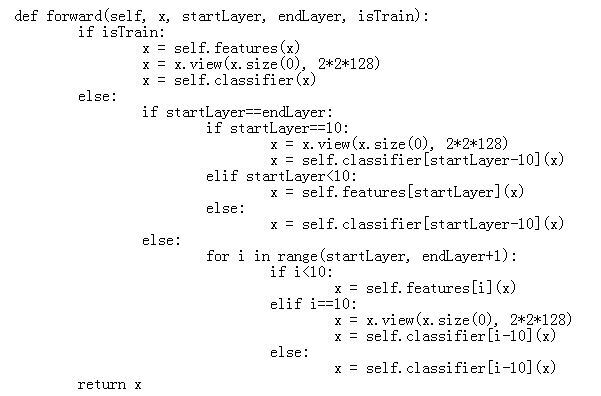 def forward(self, x, startLayer, endLayer, isTrain):
        if isTrain:
                x = self.features(x)
                x = x.view(x.size(0), 2*2*128)
                x = self.classifier(x)
        else:
                if startLayer==endLayer:
                        if startLayer==10:
                                x = x.view(x.size(0), 2*2*128)
                                x = self.classifier[startLayer-10](x)
                        elif startLayer<10:
                                x = self.features[startLayer](x)
                        else:
                                x = self.classifier[startLayer-10](x)
                else:
                        for i in range(startLayer, endLayer+1):
                                if i<10:
                                        x = self.features[i](x)
                                elif i==10:
                                        x = x.view(x.size(0), 2*2*128)
                                        x = self.classifier[i-10](x)
                                else:
                                        x = self.classifier[i-10](x)
        return x